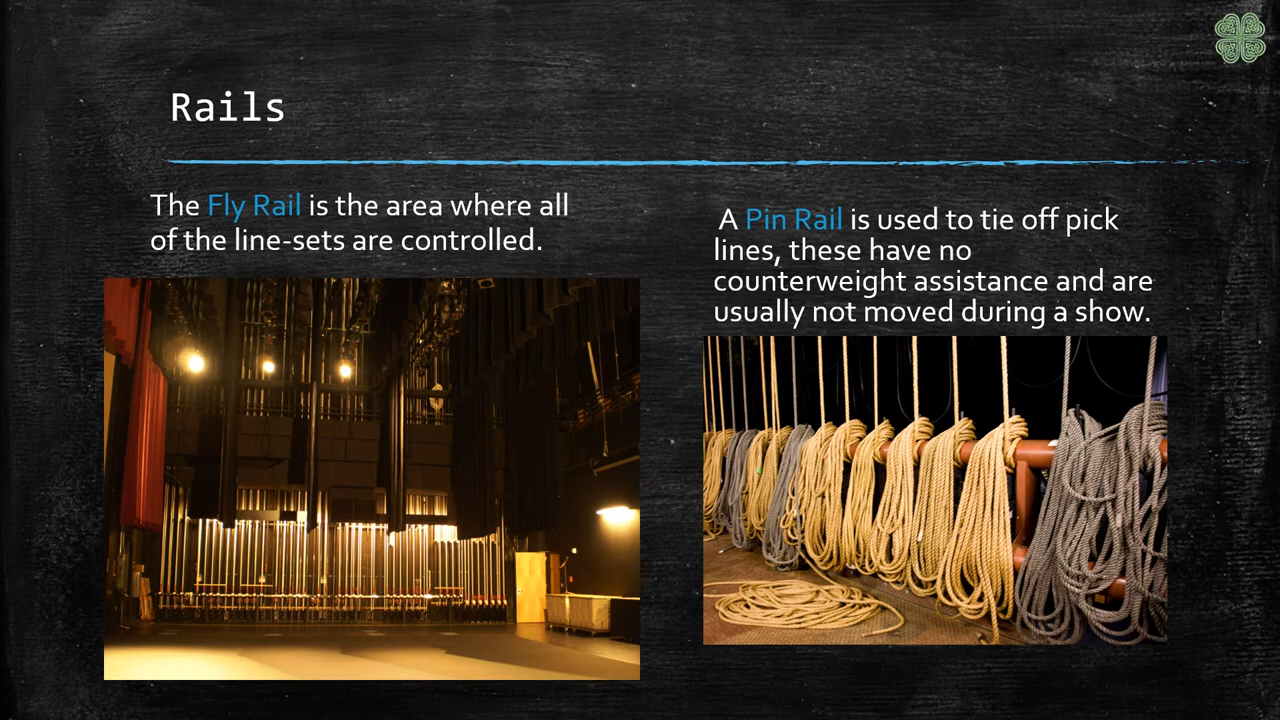 Rails
The Fly Rail is the area where all
of the line-sets are controlled.
A Pin Rail is used to tie off pick
lines, these have no
counterweight assistance and are
usually not moved during a show.